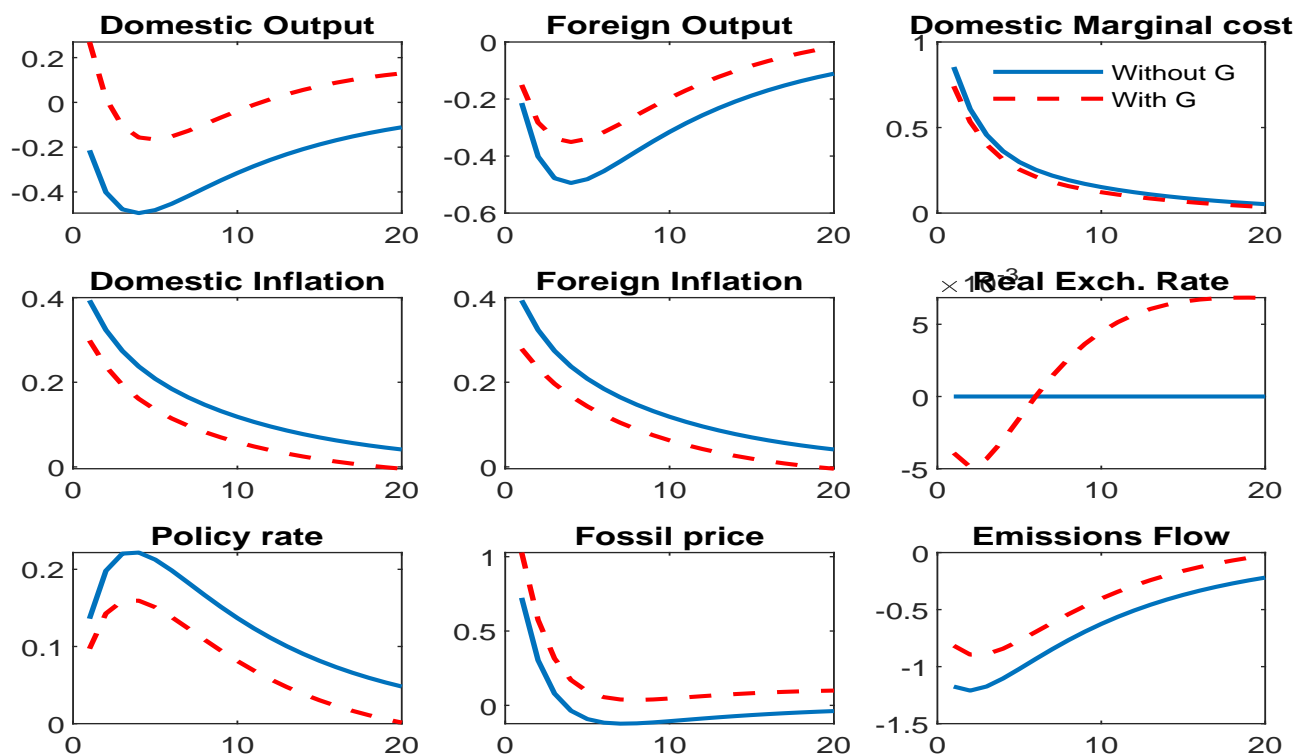 Domestic Output
0.2
0
-0.2
-0.4
0 10 20
Foreign Output
0
-0.2
-0.4
-0.6
0 10 20
Domestic Marginal cost
1
0.5
0
0 10 20
Without G
With G
Domestic Inflation
0.4
0.2
0
0 10 20
Foreign Inflation
0.4
0.2
0
0 10 20
Real Exch. Rate
× 10-3
5
0
-5
0 10 20
Policy rate
0.2
0.1
0
0 10 20
Fossil price
1
0.5
0
0 10 20
Emissions Flow
0
-0.5
-1
-1.5
0 10 20